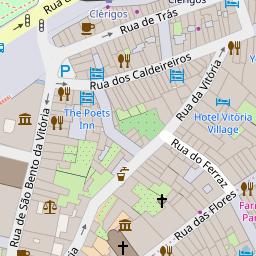 Clérigos
Clérigos
Rua de Trás
Rua dos Caldeireiros
Rua da Vitória
P
The Poets
Inn
Hotel Vitória
Village
Rua do Ferraz
Rua de São Bento da Vitória
Rua das Flores